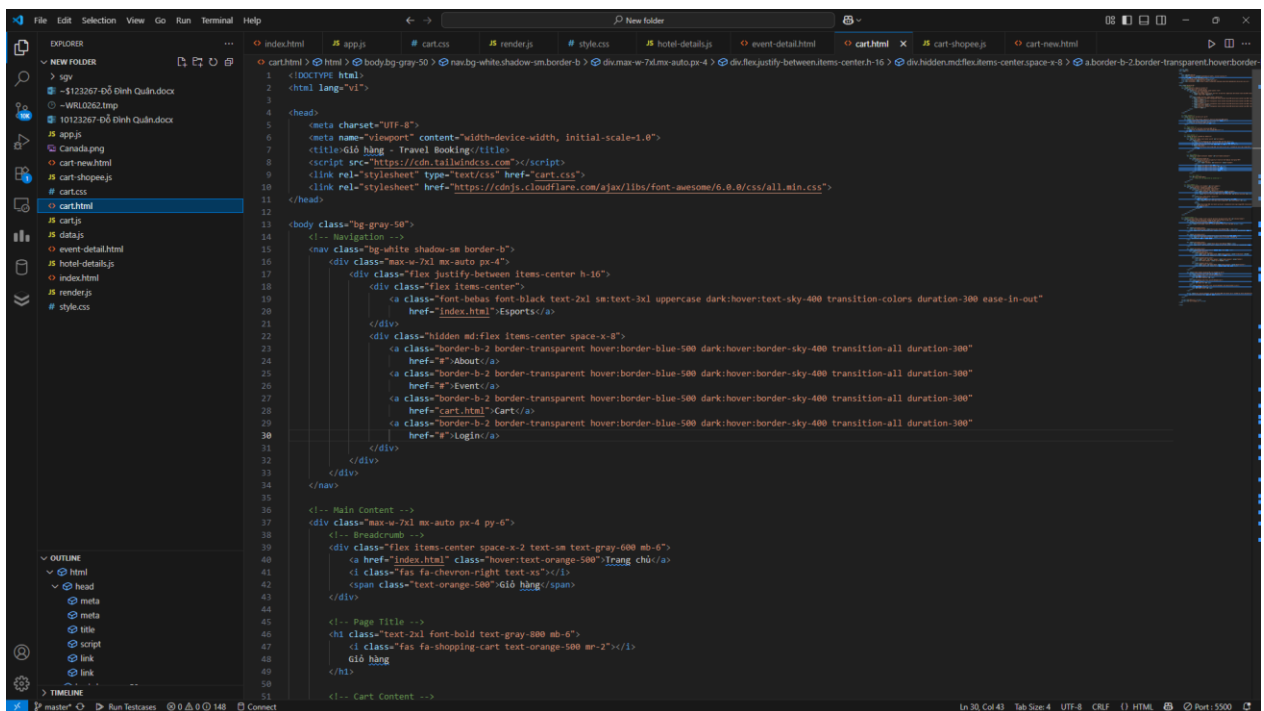 File Edit Selection View Go Run Terminal Help
New folder
EXPLORER
NEW FOLDER
sgv
~$123267-Đỗ Đình Quân.docx
~WRL0262.tmp
10123267-Đỗ Đình Quân.docx
JS app.js
Canada.png
cart-new.html
JS cart-shopee.js
# cart.css
cart.html
JS cart.js
JS data.js
event-detail.html
JS hotel-details.js
index.html
JS render.js
# style.css
10K
1
OUTLINE
html
head
meta
meta
title
script
link
link
TIMELINE
index.html JS app.js # cart.css JS render.js # style.css JS hotel-details.js event-detail.html cart.html JS cart-shopee.js cart-new.html
cart.html > html > body.bg-gray-50 > nav.bg-white.shadow-sm.border-b > div.max-w-7xl.mx-auto.px-4 > div.flex.justify-between.items-center.h-16 > div.hidden.md:flex.items-center.space-x-8 > a.border-b-2.border-transparent.hover:border-
1 <!DOCTYPE html>
2 <html lang="vi">
3
4 <head>
5 <meta charset="UTF-8">
6 <meta name="viewport" content="width=device-width, initial-scale=1.0">
7 <title>Giỏ hàng - Travel Booking</title>
8 <script src="https://cdn.tailwindcss.com"></script>
9 <link rel="stylesheet" type="text/css" href="cart.css">
10 <link rel="stylesheet" href="https://cdnjs.cloudflare.com/ajax/libs/font-awesome/6.0.0/css/all.min.css">
11 </head>
12
13 <body class="bg-gray-50">
14 <!-- Navigation -->
15 <nav class="bg-white shadow-sm border-b">
16 <div class="max-w-7xl mx-auto px-4">
17 <div class="flex justify-between items-center h-16">
18 <div class="flex items-center">
19 <a class="font-bebas font-black text-2xl sm:text-3xl uppercase dark:hover:text-sky-400 transition-colors duration-300 ease-in-out"
20 href="index.html">Esports</a>
21 </div>
22 <div class="hidden md:flex items-center space-x-8">
23 <a class="border-b-2 border-transparent hover:border-blue-500 dark:hover:border-sky-400 transition-all duration-300"
24 href="#">About</a>
25 <a class="border-b-2 border-transparent hover:border-blue-500 dark:hover:border-sky-400 transition-all duration-300"
26 href="#">Event</a>
27 <a class="border-b-2 border-transparent hover:border-blue-500 dark:hover:border-sky-400 transition-all duration-300"
28 href="cart.html">Cart</a>
29 <a class="border-b-2 border-transparent hover:border-blue-500 dark:hover:border-sky-400 transition-all duration-300"
30 href="#">Login</a>
31 </div>
32 </div>
33 </div>
34 </nav>
35
36 <!-- Main Content -->
37 <div class="max-w-7xl mx-auto px-4 py-6">
38 <!-- Breadcrumb -->
39 <div class="flex items-center space-x-2 text-sm text-gray-600 mb-6">
40 <a href="index.html" class="hover:text-orange-500">Trang chủ</a>
41 <i class="fas fa-chevron-right text-xs"></i>
42 <span class="text-orange-500">Giỏ hàng</span>
43 </div>
44
45 <!-- Page Title -->
46 <h1 class="text-2xl font-bold text-gray-800 mb-6">
47 <i class="fas fa-shopping-cart text-orange-500 mr-2"></i>
48 Giỏ hàng
49 </h1>
50
51 <!-- Cart Content -->
master* Run Testcases 0 0 0 148 Connect
Ln 30, Col 43 Tab Size: 4 UTF-8 CRLF {} HTML Port : 5500